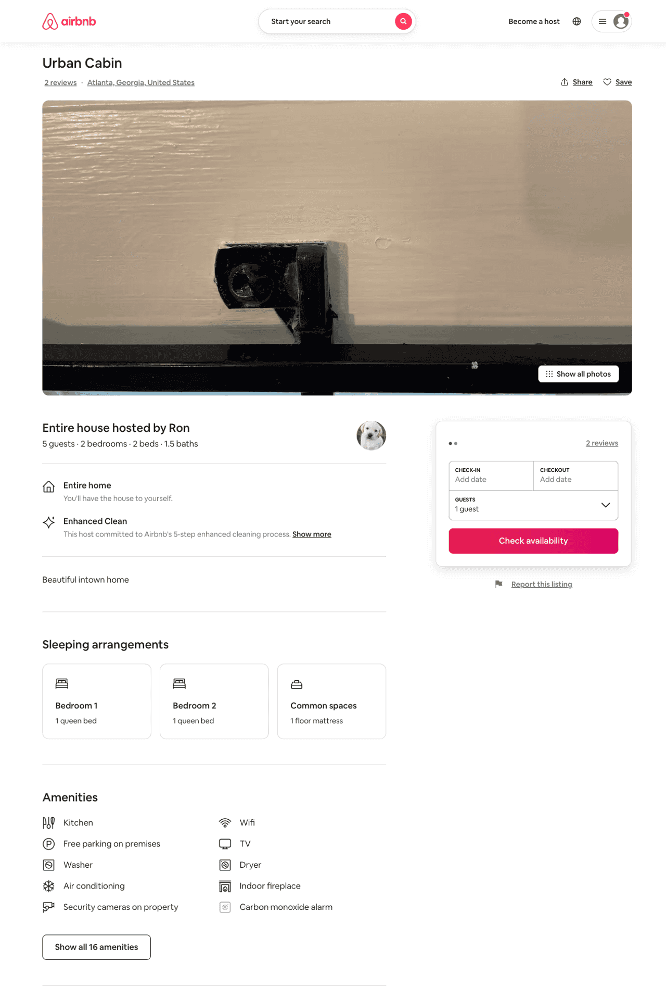 airbnb
Start your search
Become a host
Urban Cabin
2 reviews · Atlanta, Georgia, United States
Share
Save
Show all photos
Entire house hosted by Ron
5 guests · 2 bedrooms · 2 beds · 1.5 baths
Entire home
You'll have the house to yourself.
Enhanced Clean
This host committed to Airbnb's 5-step enhanced cleaning process. Show more
2 reviews
CHECK-IN
Add date
CHECKOUT
Add date
GUESTS
1 guest
Check availability
Report this listing
Beautiful intown home
Sleeping arrangements
Bedroom 1
1 queen bed
Bedroom 2
1 queen bed
Common spaces
1 floor mattress
Amenities
Kitchen
Wifi
Free parking on premises
TV
Washer
Dryer
Air conditioning
Indoor fireplace
Security cameras on property
Carbon monoxide alarm
Show all 16 amenities